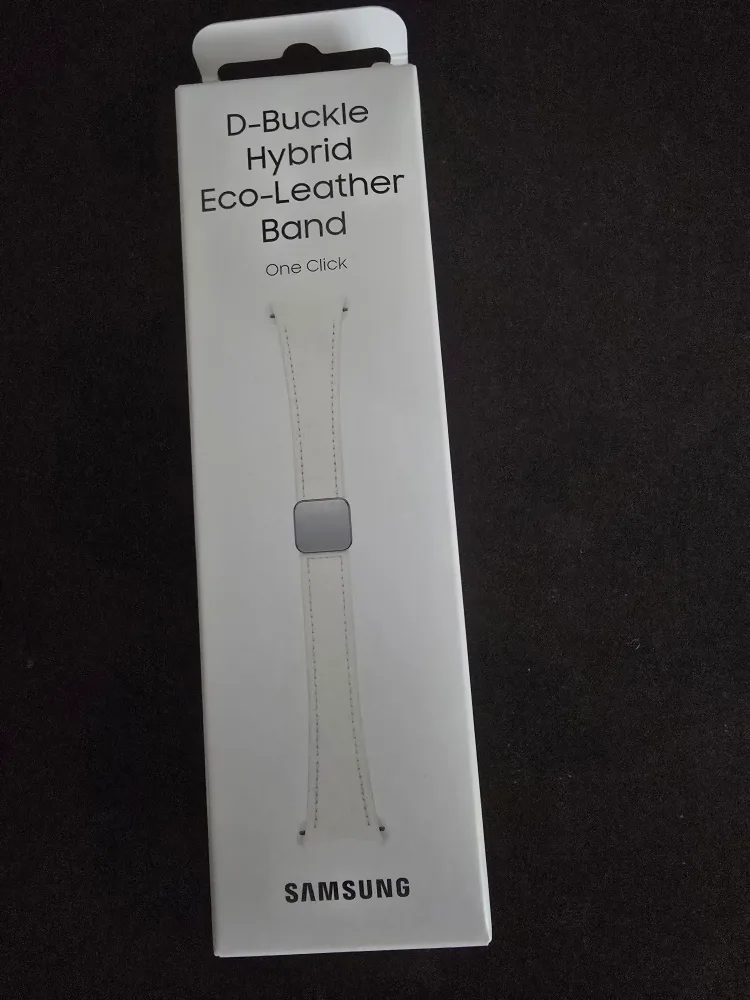 D-Buckle
Hybrid
Eco-Leather
Band
One Click
SAMSUNG